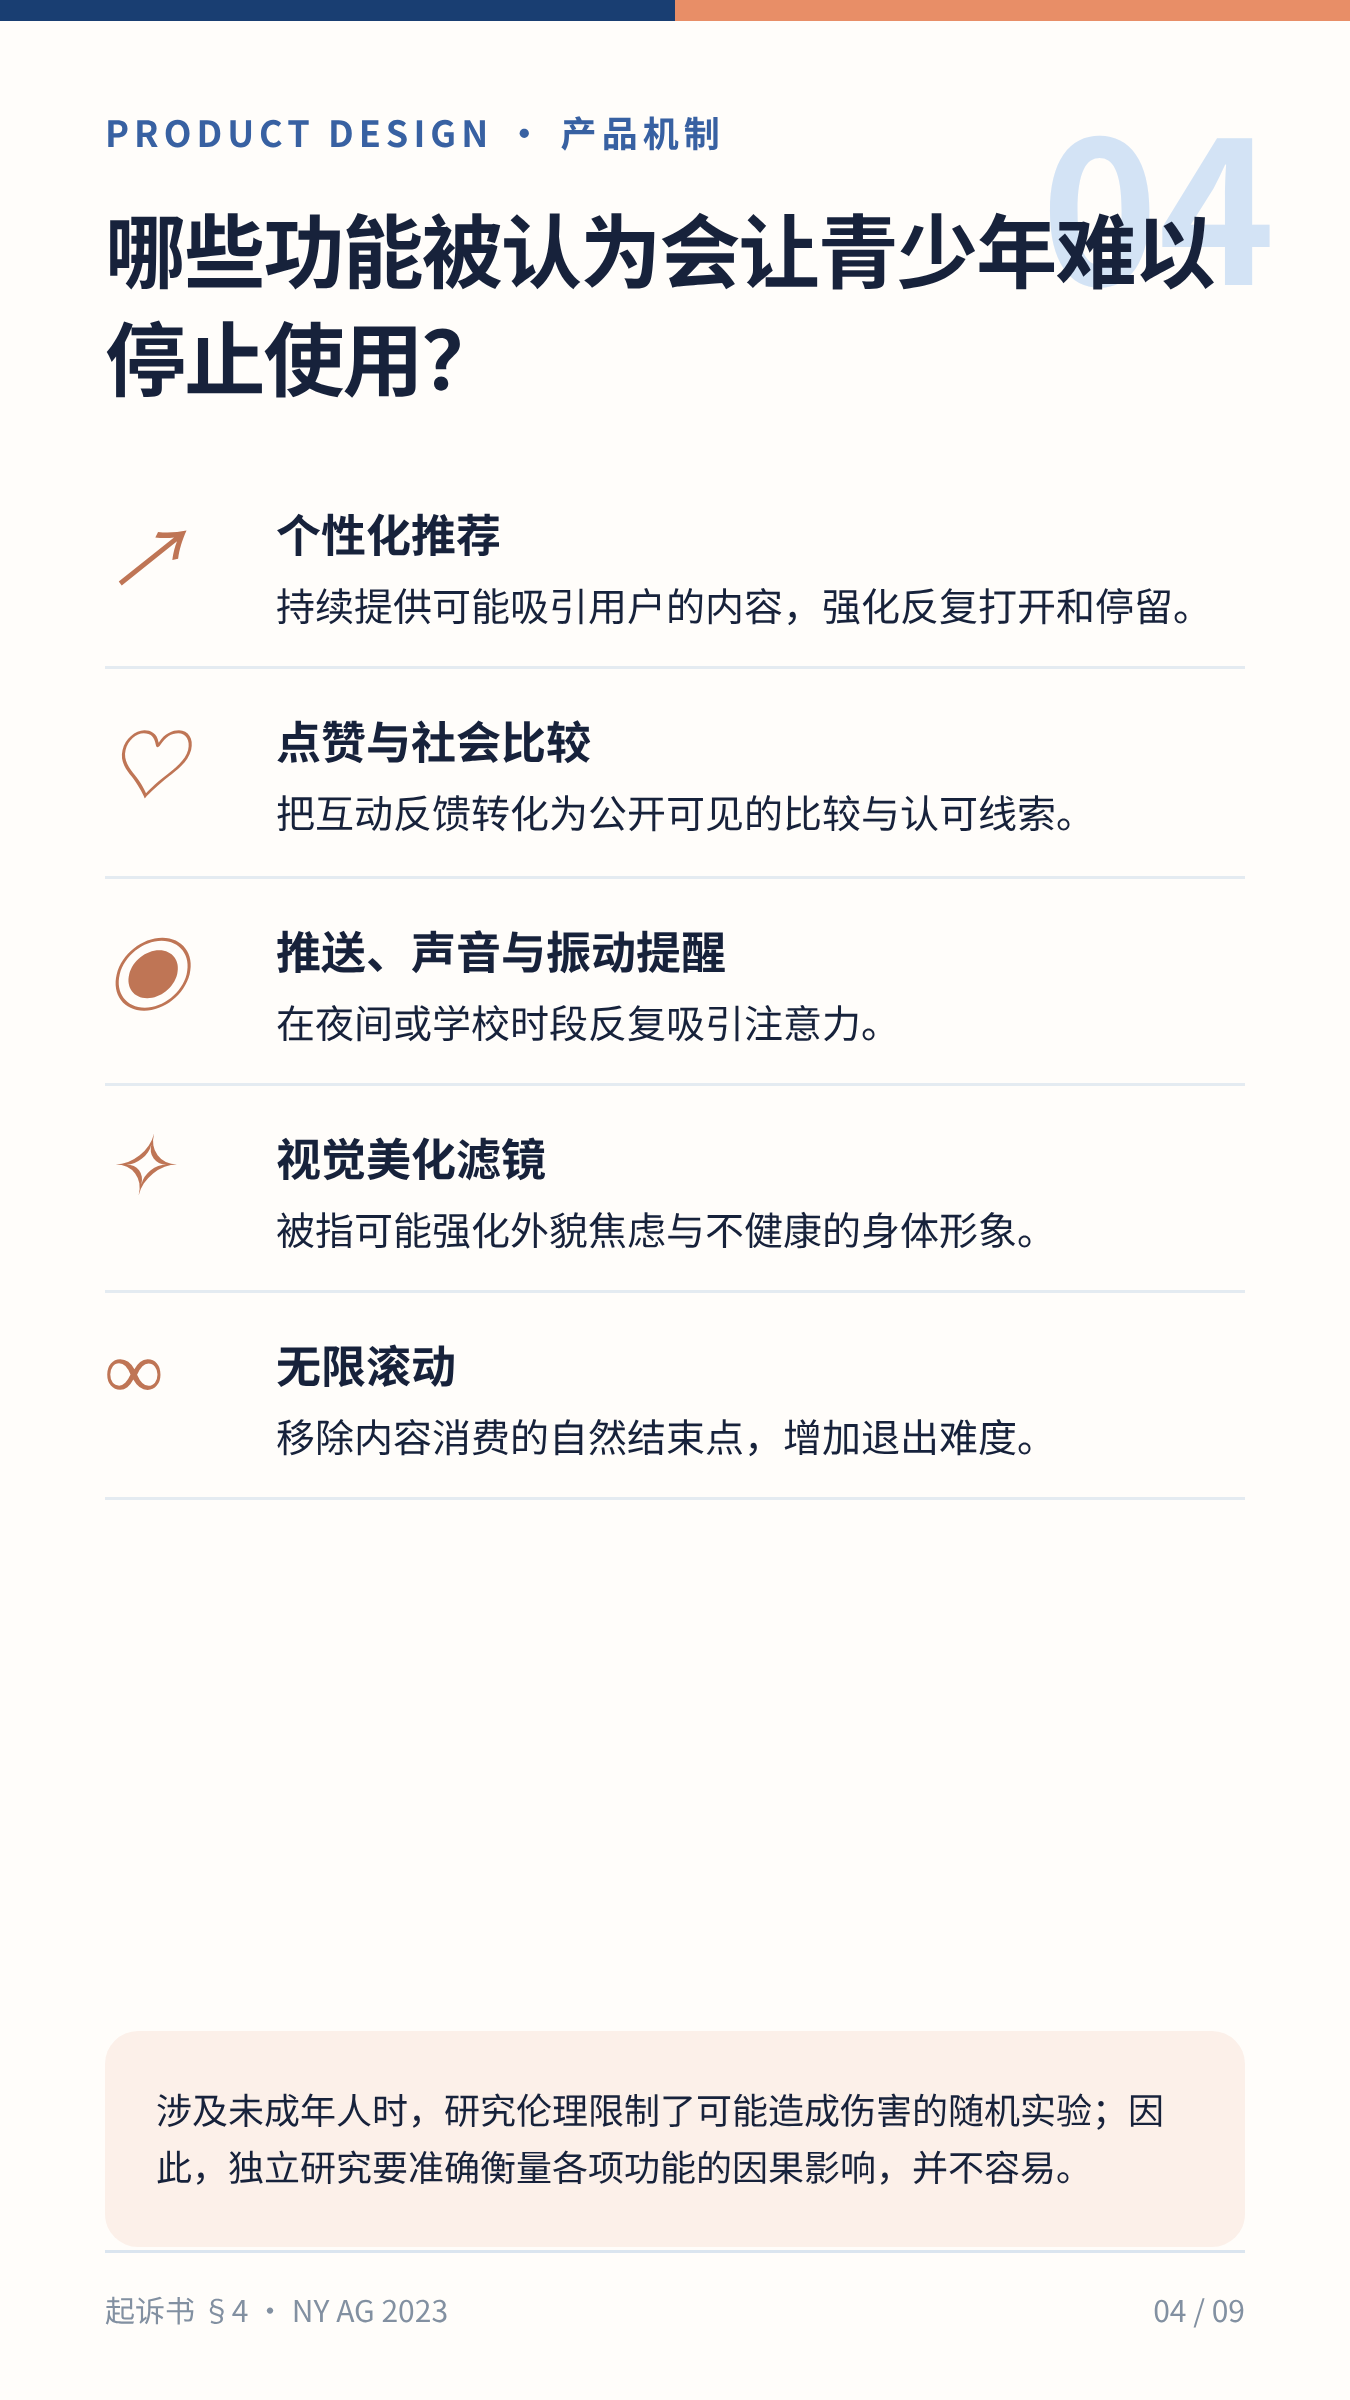 PRODUCT DESIGN · 产品机制
04
哪些功能被认为会让青少年难以
停止使用？
个性化推荐
持续提供可能吸引用户的内容，强化反复打开和停留。
点赞与社会比较
把互动反馈转化为公开可见的比较与认可线索。
推送、声音与振动提醒
在夜间或学校时段反复吸引注意力。
视觉美化滤镜
被指可能强化外貌焦虑与不健康的身体形象。
无限滚动
移除内容消费的自然结束点，增加退出难度。
涉及未成年人时，研究伦理限制了可能造成伤害的随机实验；因
此，独立研究要准确衡量各项功能的因果影响，并不容易。
起诉书 §4 · NY AG 2023
04 / 09